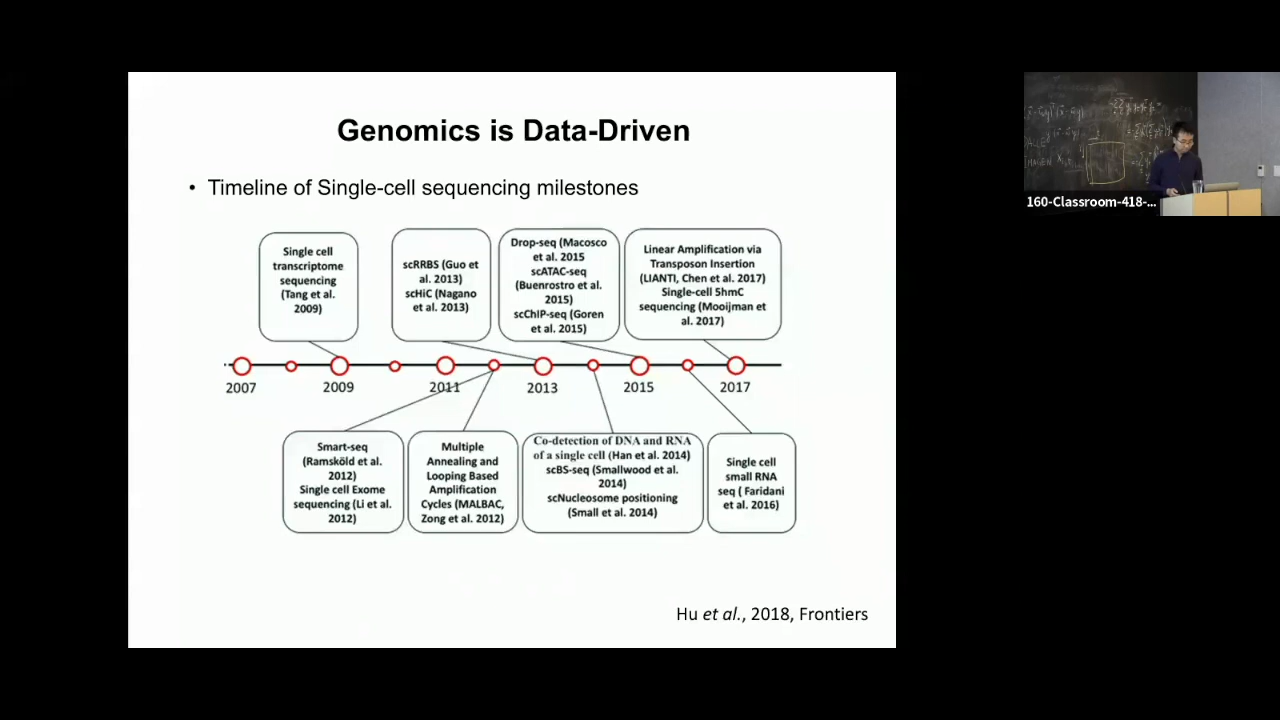 Genomics is Data-Driven
• Timeline of Single-cell sequencing milestones
Single cell
transcriptome
sequencing
(Tang et al.
2009)
scRRBS (Guo et
al. 2013)
scHiC (Nagano
et al. 2013)
Drop-seq (Macosco
et al. 2015
scATAC-seq
(Buenrostro et al.
2015)
scChIP-seq (Goren
et al. 2015)
Linear Amplification via
Transposon Insertion
(LIANTI, Chen et al. 2017)
Single-cell 5hmC
sequencing (Mooijman et
al. 2017)
2007
2009
2011
2013
2015
2017
Smart-seq
(Ramsköld et al.
2012)
Single cell Exome
sequencing (Li et al.
2012)
Multiple
Annealing and
Looping Based
Amplification
Cycles (MALBAC,
Zong et al. 2012)
Co-detection of DNA and RNA
of a single cell (Han et al. 2014)
scBS-seq (Smallwood et al.
2014)
scNucleosome positioning
(Small et al. 2014)
Single cell
small RNA
seq ( Faridani
et al. 2016)
Hu et al., 2018, Frontiers
160-Classroom-418-...